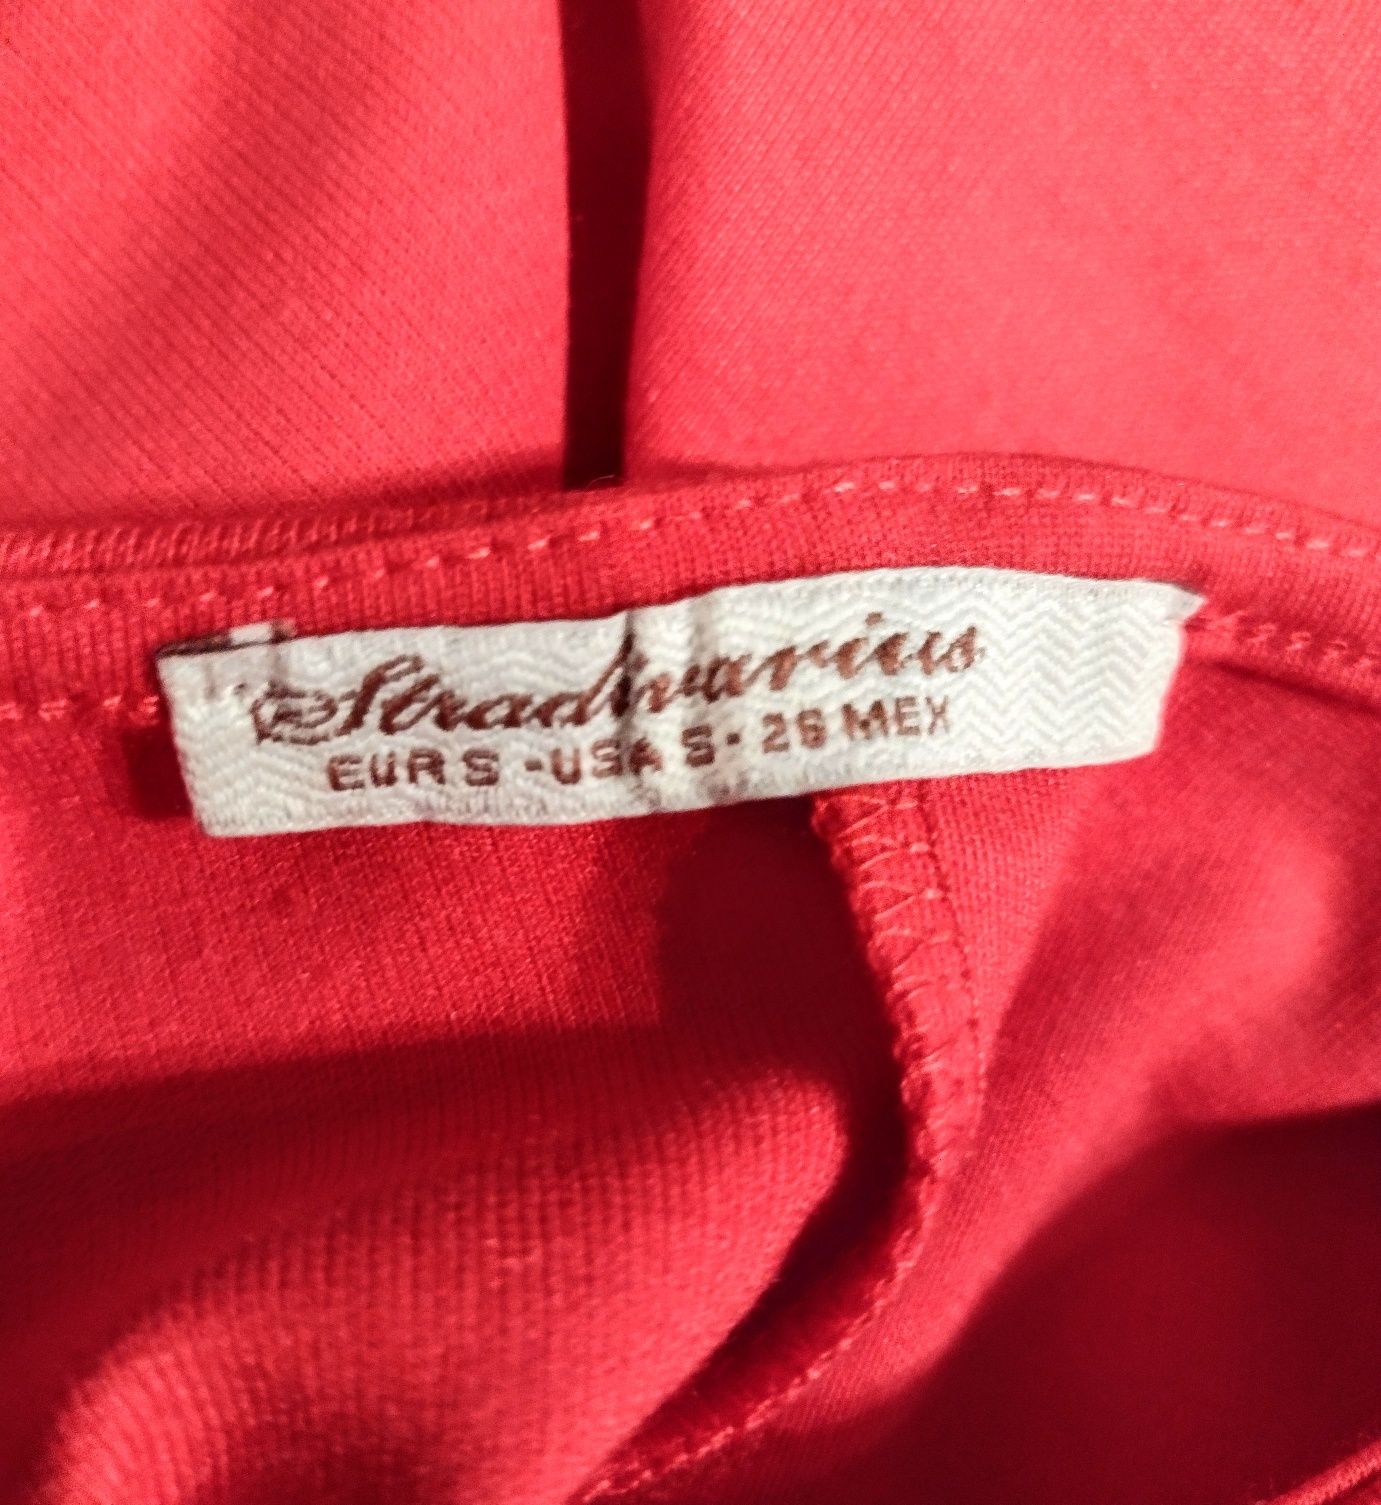 Stradivarius
EUR S - USA S - 26 MEX